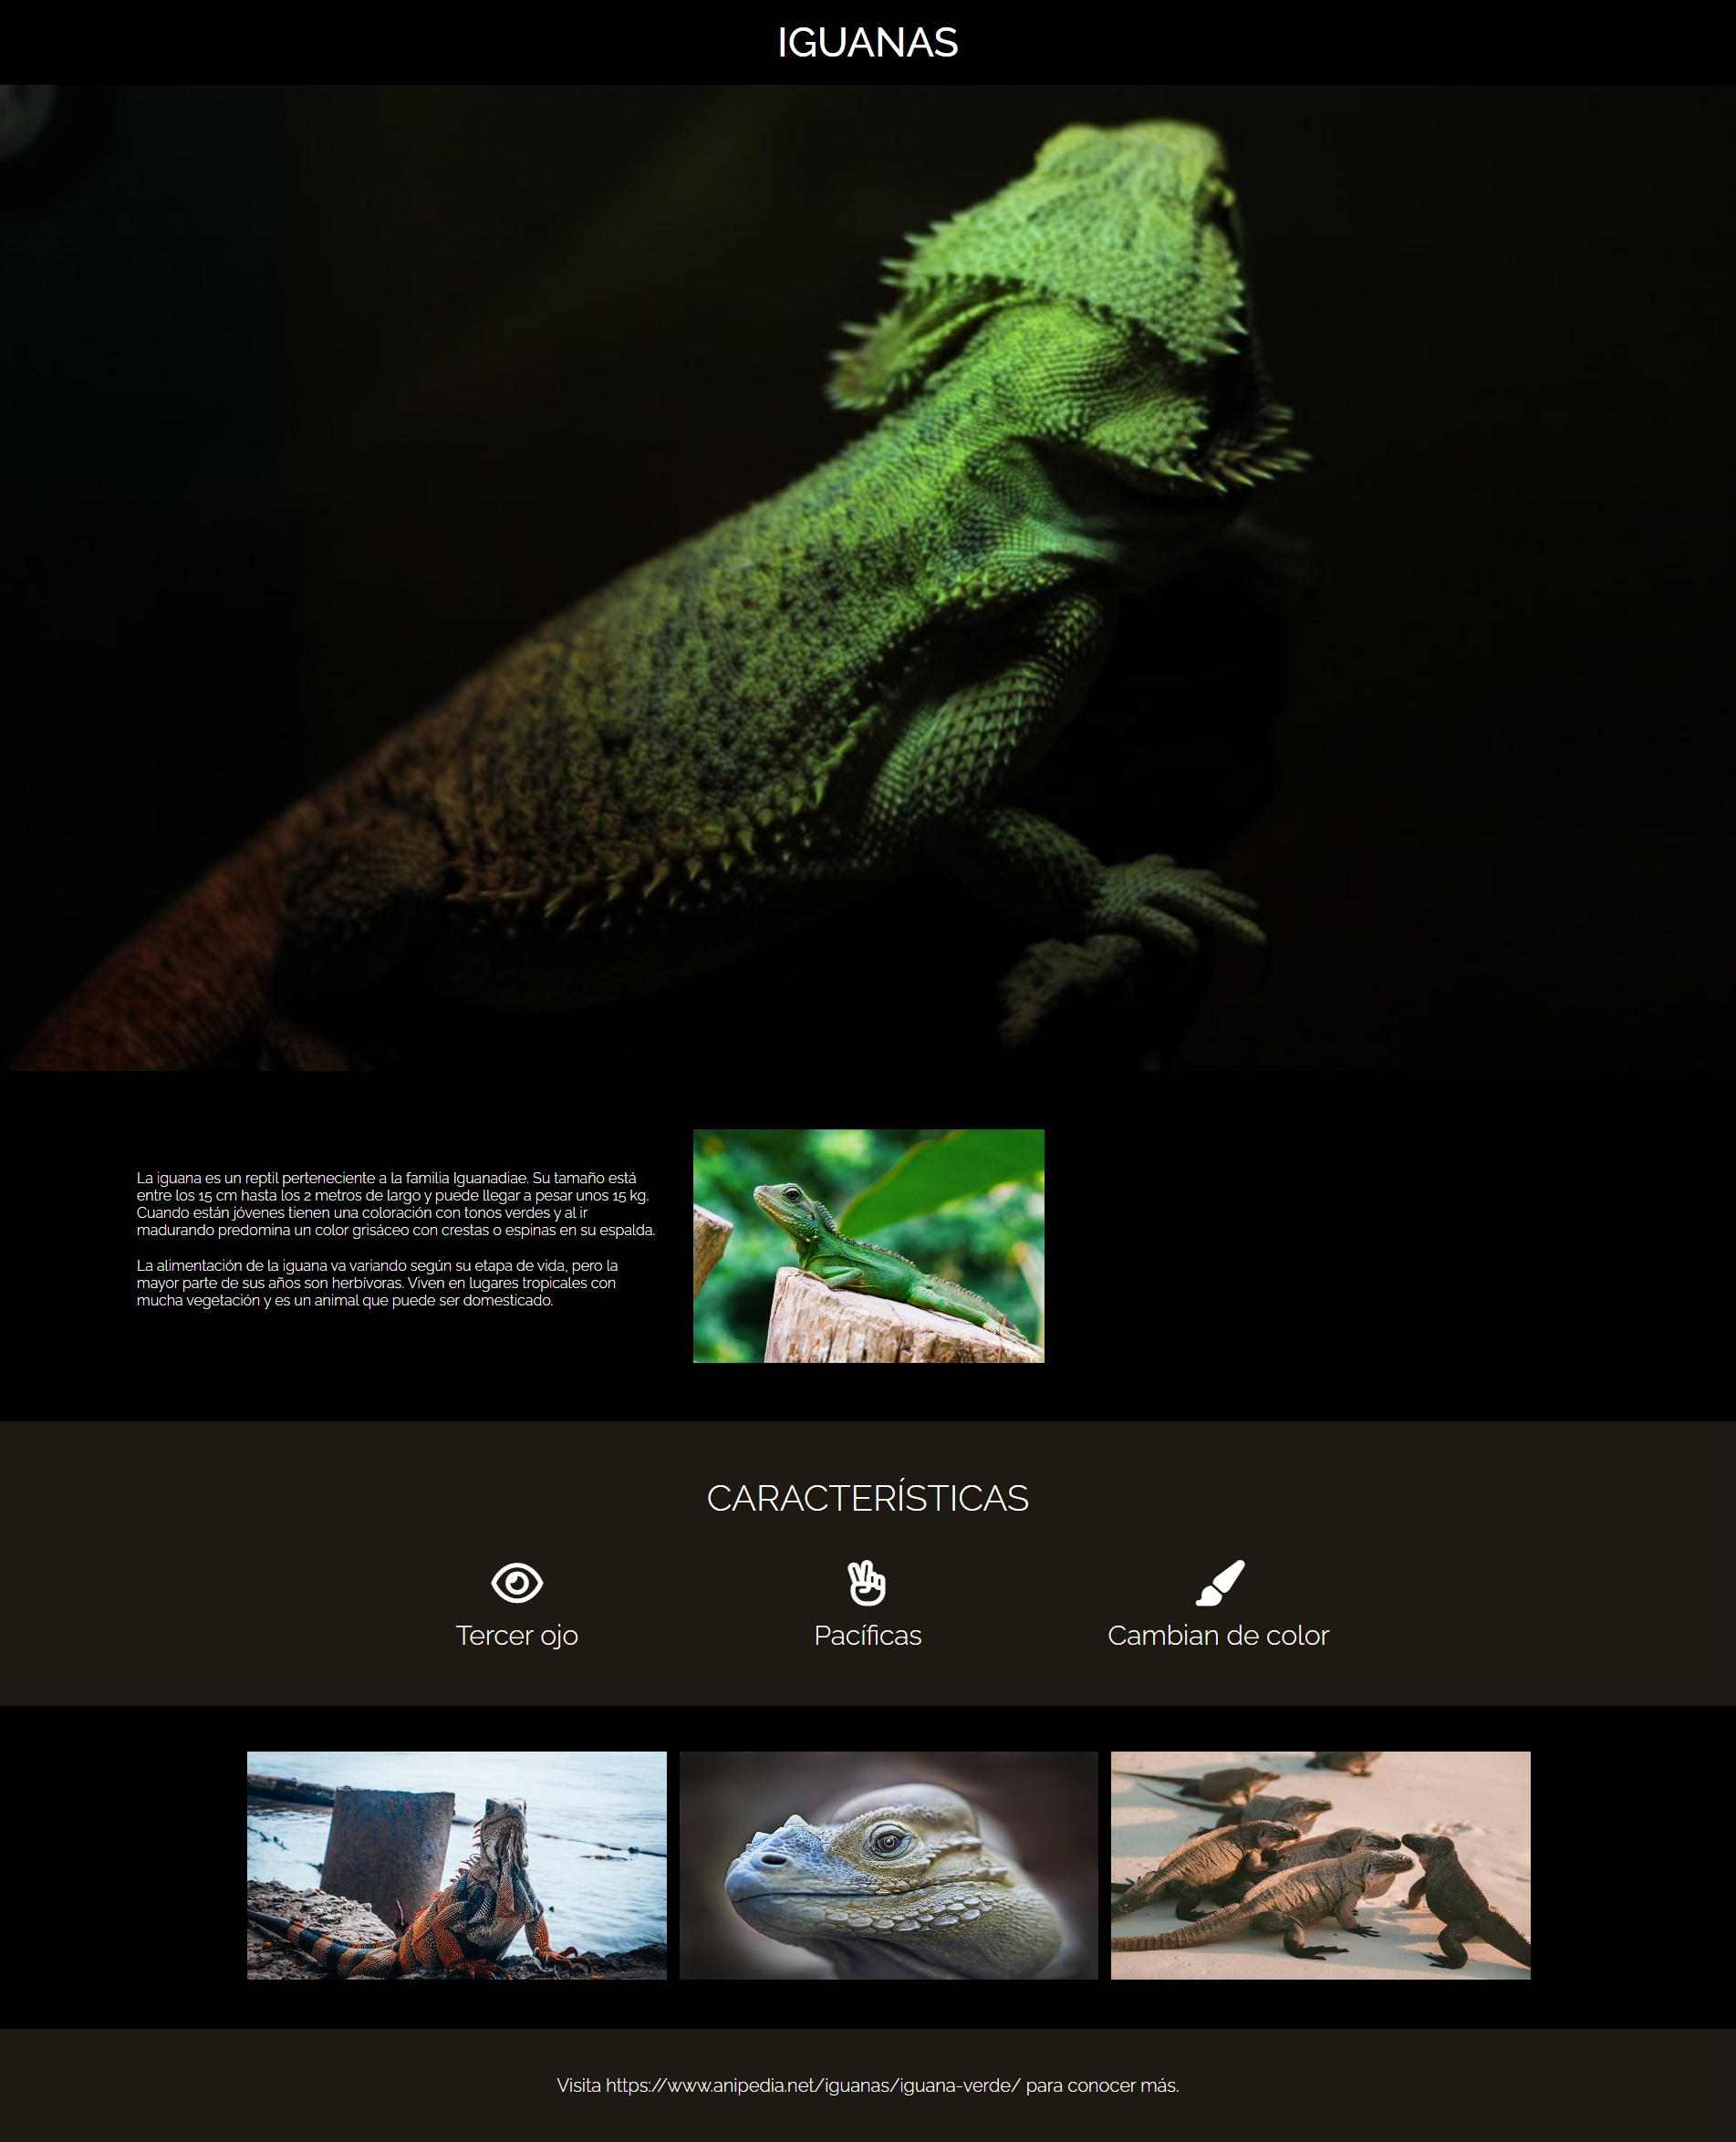 IGUANAS
La iguana es un reptil perteneciente a la familia Iguanadiae. Su tamaño está
entre los 15 cm hasta los 2 metros de largo y puede llegar a pesar unos 15 kg.
Cuando están jóvenes tienen una coloración con tonos verdes y al ir
madurando predomina un color grisáceo con crestas o espinas en su espalda.
La alimentación de la iguana va variando según su etapa de vida, pero la
mayor parte de sus años son herbívoras. Viven en lugares tropicales con
mucha vegetación y es un animal que puede ser domesticado.
CARACTERÍSTICAS
Tercer ojo
Pacíficas
Cambian de color
Visita https://www.anipedia.net/iguanas/iguana-verde/ para conocer más.